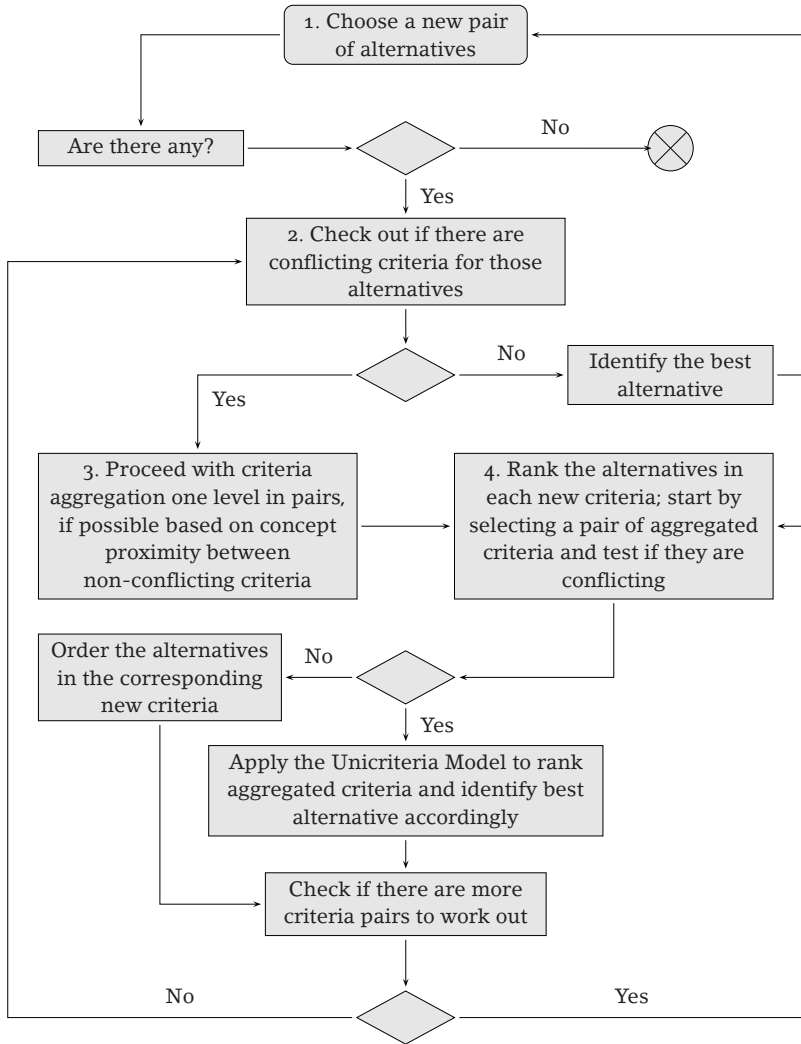 1. Choose a new pair
of alternatives
Are there any?
No
Yes
2. Check out if there are
conflicting criteria for those
alternatives
No
Identify the best
alternative
Yes
3. Proceed with criteria
aggregation one level in pairs,
if possible based on concept
proximity between
non-conflicting criteria
4. Rank the alternatives in
each new criteria; start by
selecting a pair of aggregated
criteria and test if they are
conflicting
Order the alternatives
in the corresponding
new criteria
No
Yes
Apply the Unicriteria Model to rank
aggregated criteria and identify best
alternative accordingly
Check if there are more
criteria pairs to work out
No
Yes